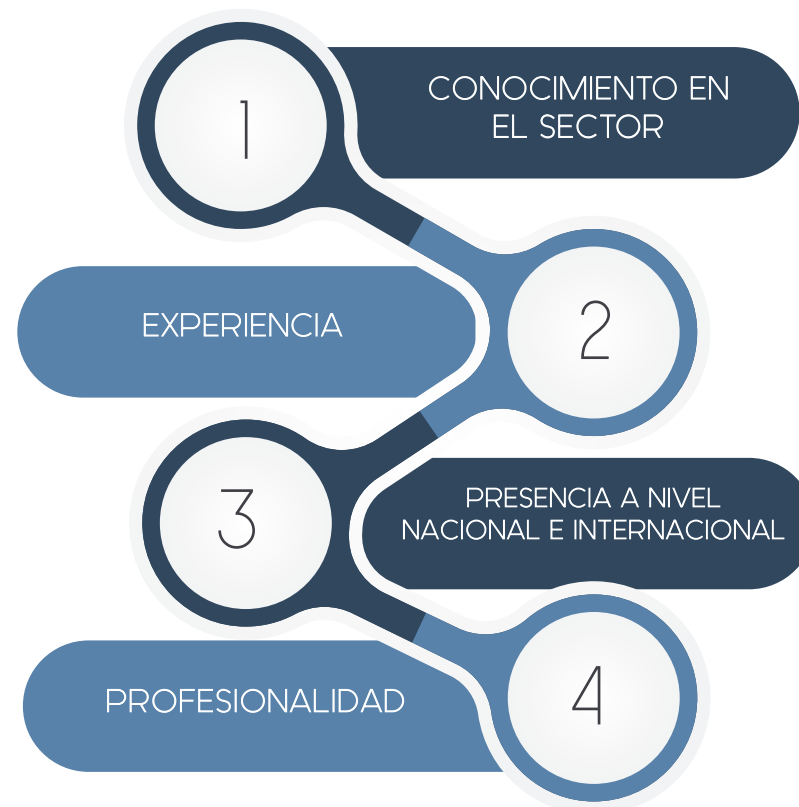 1
CONOCIMIENTO EN
EL SECTOR
EXPERIENCIA
2
3
PRESENCIA A NIVEL
NACIONAL E INTERNACIONAL
PROFESIONALIDAD
4